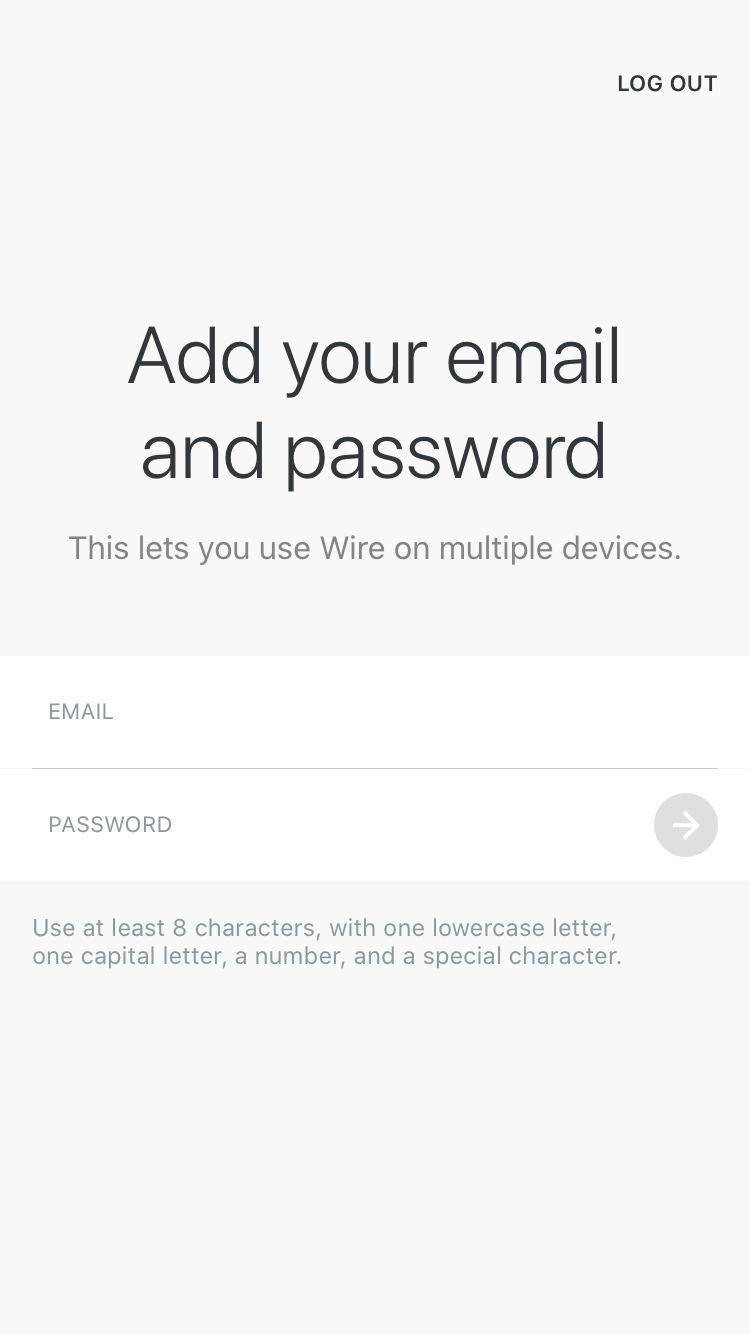 LOG OUT
Add your email
and password
This lets you use Wire on multiple devices.
EMAIL
PASSWORD
Use at least 8 characters, with one lowercase letter,
one capital letter, a number, and a special character.